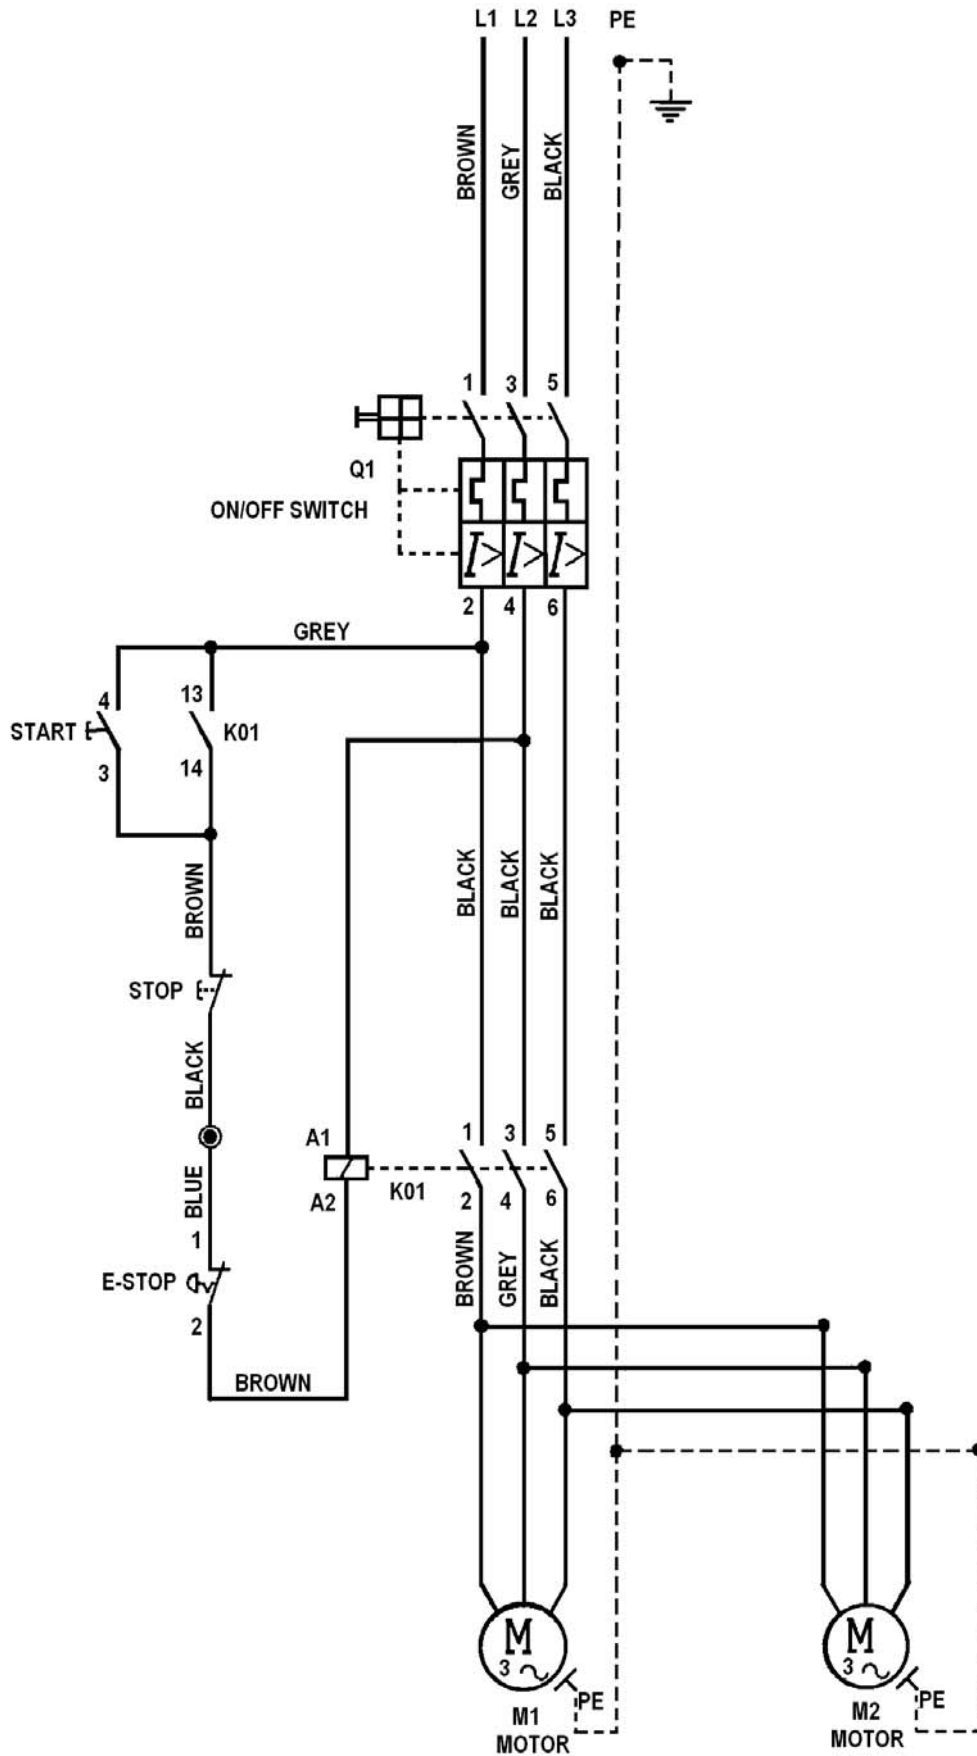 L1 L2 L3 PE
BROWN
GREY
BLACK
1 3 5
Q1
ON/OFF SWITCH
I> I> I>
2 4 6
GREY
4 13
START K01
3 14
BROWN
BLACK
BLACK
BLACK
STOP
BLACK
A1 1 3 5
BLUE
K01
A2 2 4 6
1
BROWN
GREY
BLACK
E-STOP
2
BROWN
M
3 ~
PE
M1
MOTOR
M
3 ~
PE
M2
MOTOR